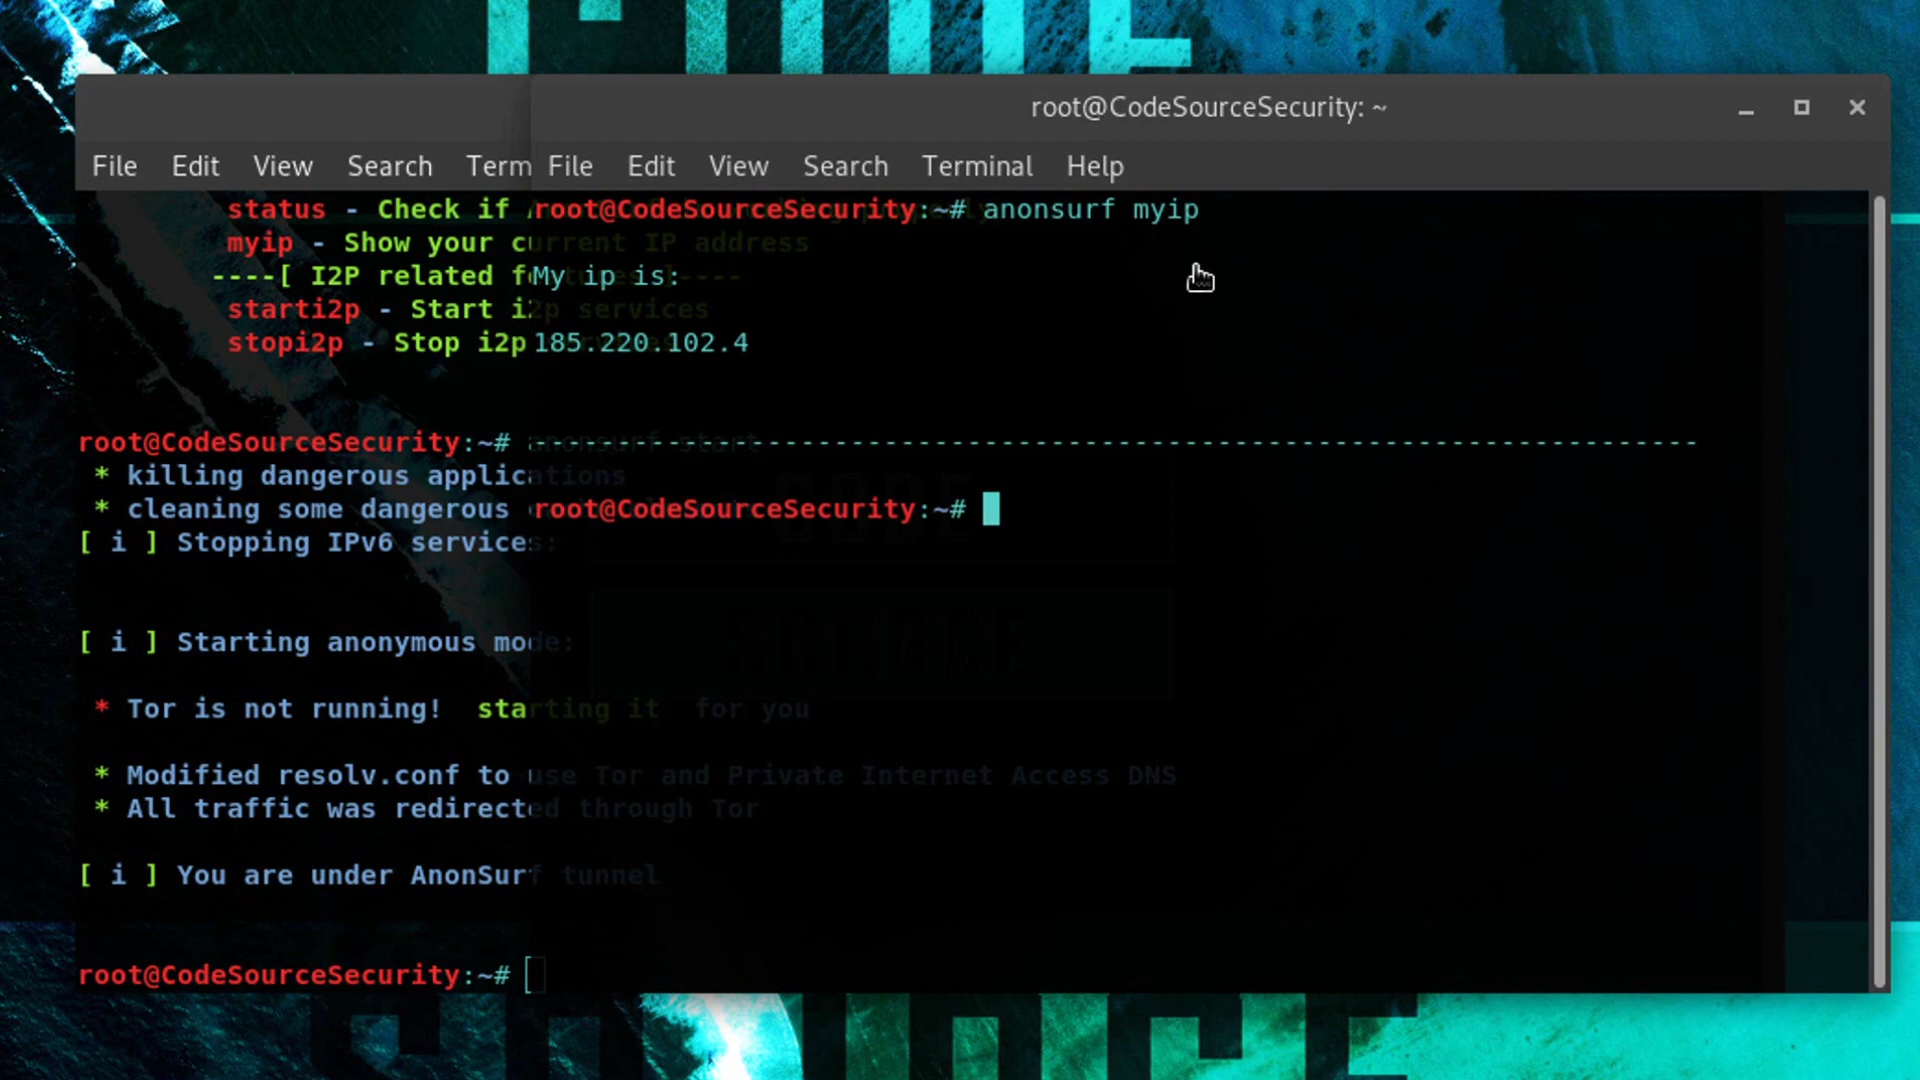 root@CodeSourceSecurity: ~
File Edit View Search Term
File Edit View Search Terminal Help
status - Check if
myip - Show your current IP address
----[ I2P related features ]----
starti2p - Start i2p services
stopi2p - Stop i2p
root@CodeSourceSecurity:~# anonsurf start
* killing dangerous applications
* cleaning some dangerous
[ i ] Stopping IPv6 services:
[ i ] Starting anonymous mode:
* Tor is not running! starting it for you
* Modified resolv.conf to use Tor and Private Internet Access DNS
* All traffic was redirected through Tor
[ i ] You are under AnonSurf tunnel
root@CodeSourceSecurity:~#
root@CodeSourceSecurity:~# anonsurf myip
My ip is:
185.220.102.4
--------------------------------------------------------------------------------
root@CodeSourceSecurity:~#
CODE
SOURCE